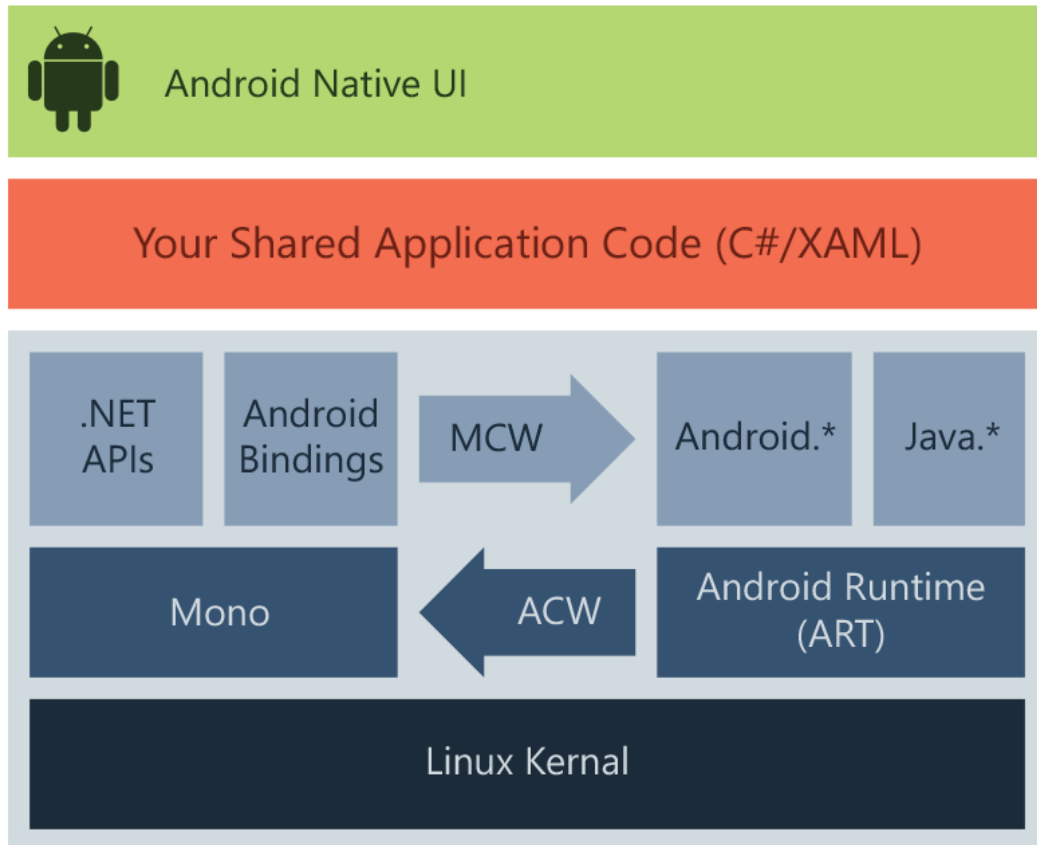 Android Native UI
Your Shared Application Code (C#/XAML)
.NET
APIs
Android
Bindings
MCW
Android.*
Java.*
Mono
ACW
Android Runtime
(ART)
Linux Kernal